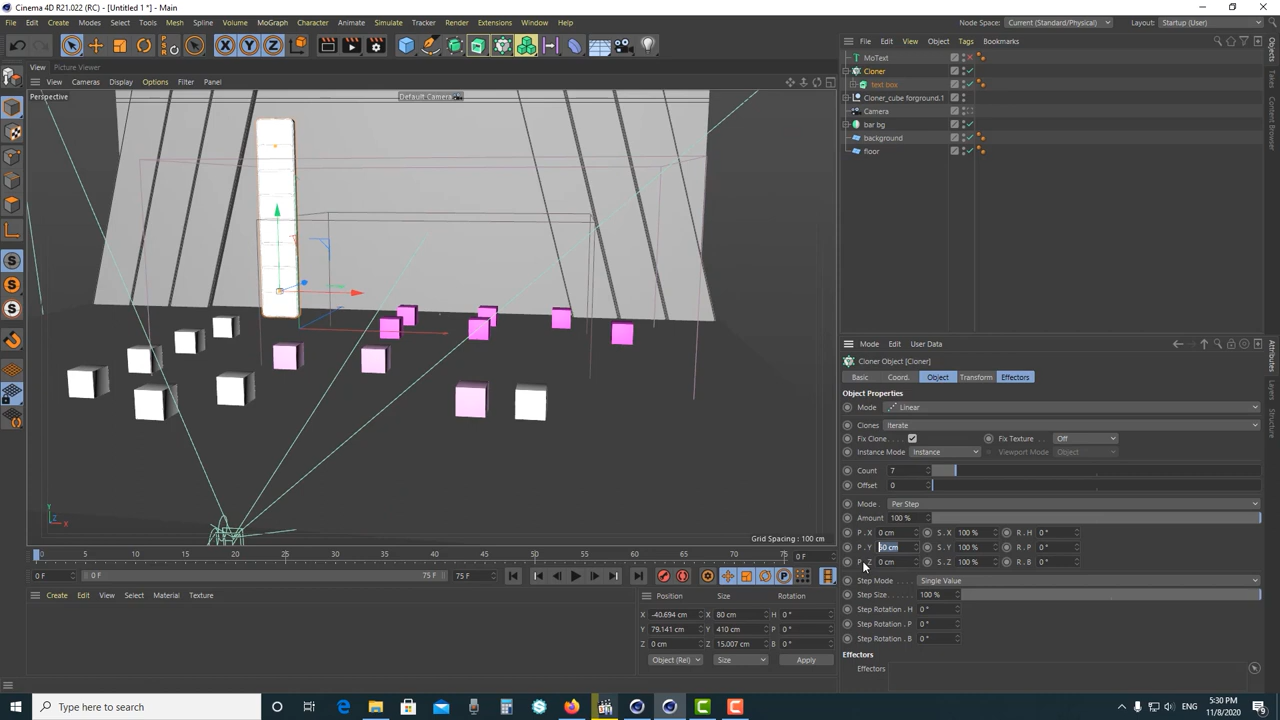 Cinema 4D R21.022 (RC) - [Untitled 1 *] - Main
File Edit Create Modes Select Tools Mesh Spline Volume MoGraph Character Animate Simulate Tracker Render Extensions Window Help
Node Space: Current (Standard/Physical) Layout: Startup (User)
X Y Z
File Edit View Object Tags Bookmarks
View Picture Viewer
View Cameras Display Options Filter Panel
Perspective
Default Camera
MoText
Cloner
text box
Cloner_cube forground.1
Camera
bar bg
background
floor
Objects
Content Browser
Mode Edit User Data
Cloner Object [Cloner]
Basic Coord. Object Transform Effectors
Object Properties
Mode Linear
Clones Iterate
Fix Clone Fix Texture Off
Instance Mode Instance Viewport Mode Object
Count 7
Offset 0
Mode Per Step
Amount 100 %
P . X 0 cm S . X 100 % R . H 0 °
P . Y 60 cm S . Y 100 % R . P 0 °
P . Z 0 cm S . Z 100 % R . B 0 °
Step Mode Single Value
Step Size 100 %
Step Rotation . H 0 °
Step Rotation . P 0 °
Step Rotation . B 0 °
Effectors
Effectors
Attributes
Layers
Structure
Grid Spacing : 100 cm
0 5 10 15 20 25 30 35 40 45 50 55 60 65 70 75 0 F
0 F 0 F 75 F 75 F
Create Edit View Select Material Texture
Position Size Rotation
X -40.694 cm X 80 cm H 0 °
Y 79.141 cm Y 410 cm P 0 °
Z 0 cm Z 15.007 cm B 0 °
Object (Rel) Size Apply
Type here to search
5:30 PM
11/8/2020